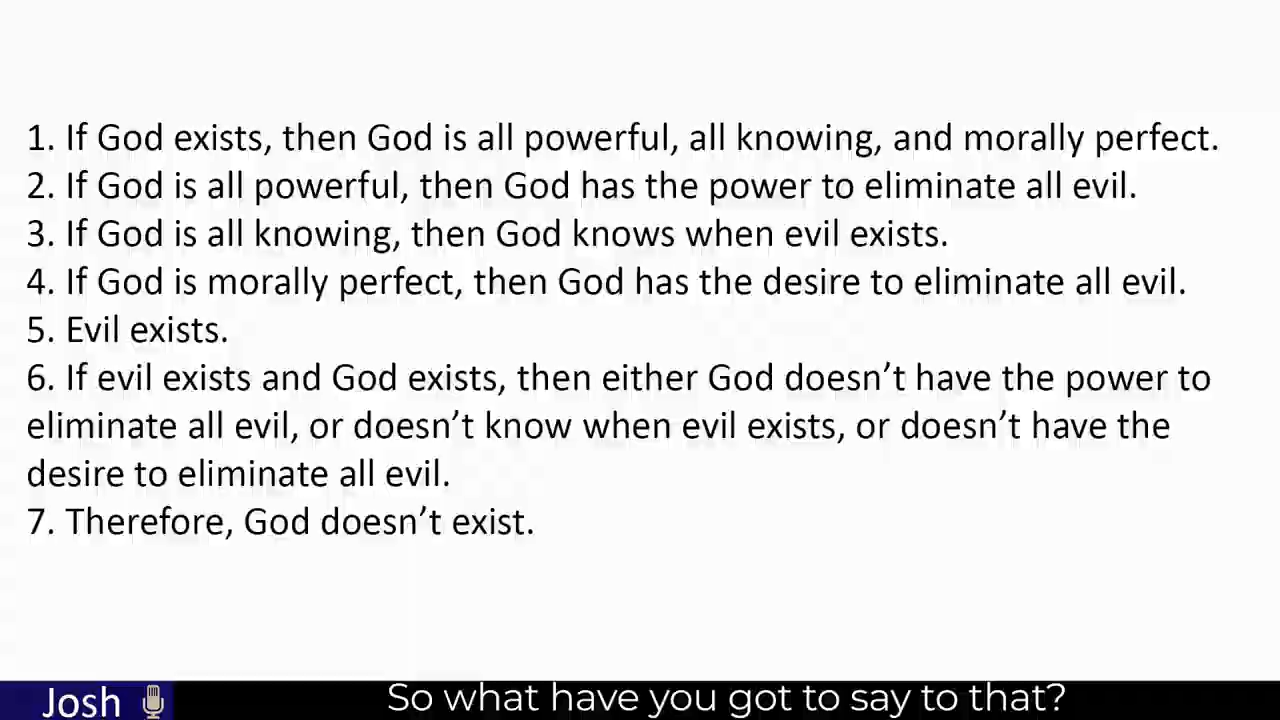 1. If God exists, then God is all powerful, all knowing, and morally perfect.
2. If God is all powerful, then God has the power to eliminate all evil.
3. If God is all knowing, then God knows when evil exists.
4. If God is morally perfect, then God has the desire to eliminate all evil.
5. Evil exists.
6. If evil exists and God exists, then either God doesn’t have the power to
eliminate all evil, or doesn’t know when evil exists, or doesn’t have the
desire to eliminate all evil.
7. Therefore, God doesn’t exist.
Josh
So what have you got to say to that?